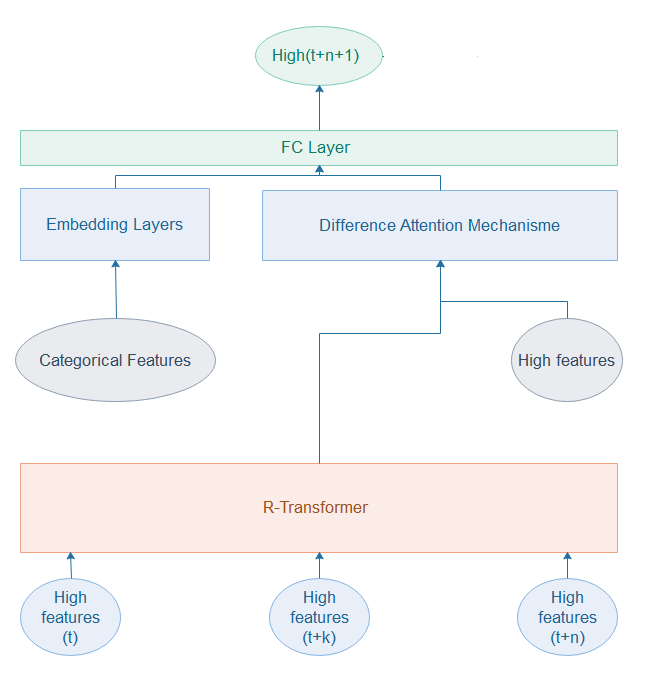 High(t+n+1)
FC Layer
Embedding Layers
Difference Attention Mechanisme
Categorical Features
High features
R-Transformer
High
features
(t)
High
features
(t+k)
High
features
(t+n)